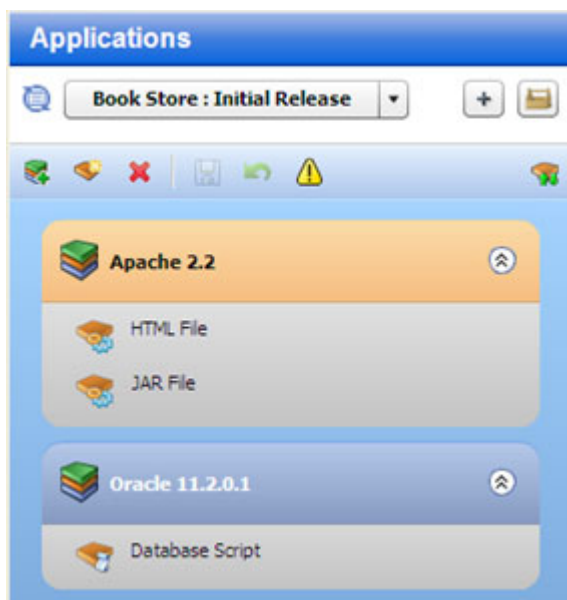 Applications
Book Store : Initial Release
Apache 2.2
HTML File
JAR File
Oracle 11.2.0.1
Database Script